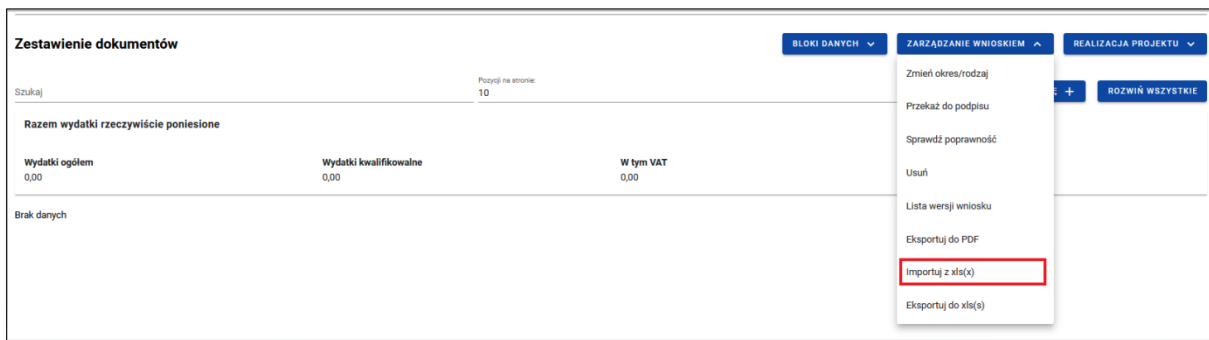 Zestawienie dokumentów
BLOKI DANYCH
ZARZĄDZANIE WNIOSKIEM
REALIZACJA PROJEKTU
Zmień okres/rodzaj
Szukaj
Pozycji na stronie:
10
ROZWIŃ WSZYSTKIE
Przekaż do podpisu
Razem wydatki rzeczywiście poniesione
Sprawdź poprawność
Wydatki ogółem
Wydatki kwalifikowalne
W tym VAT
0,00
0,00
0,00
Usuń
Lista wersji wniosku
Brak danych
Eksportuj do PDF
Importuj z xls(x)
Eksportuj do xls(s)